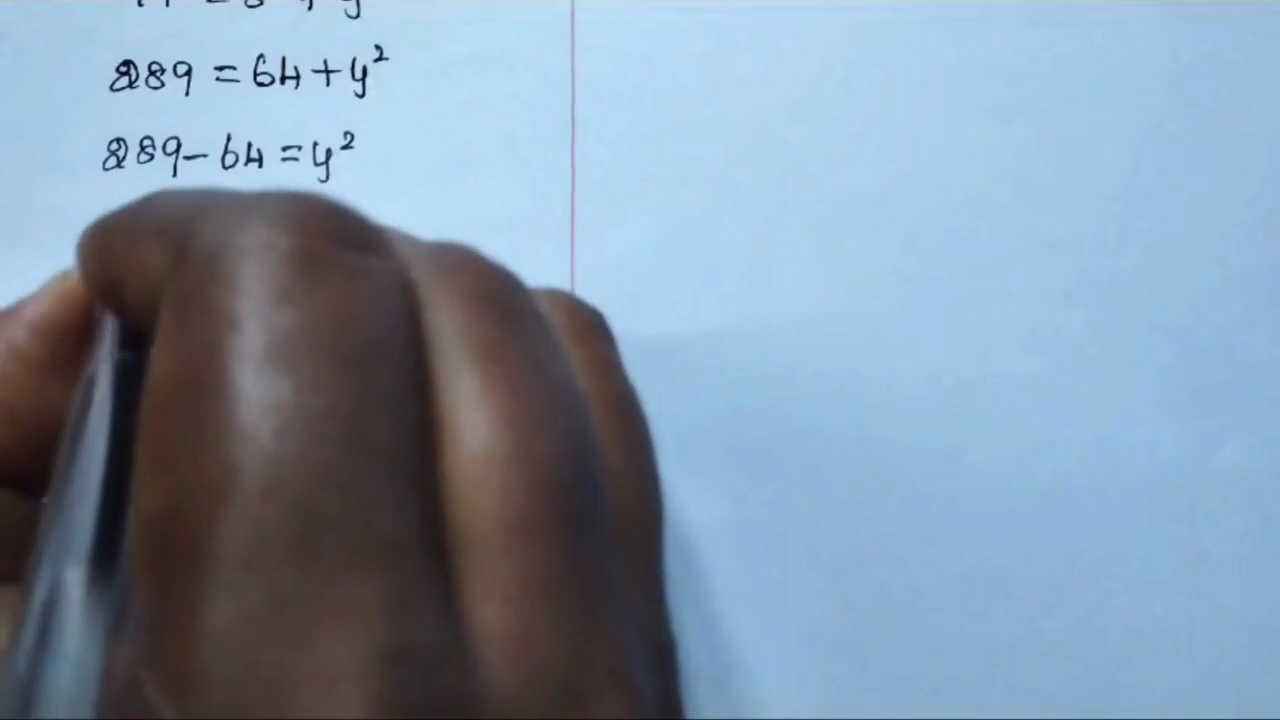 289 = 64 + y²
289 - 64 = y²